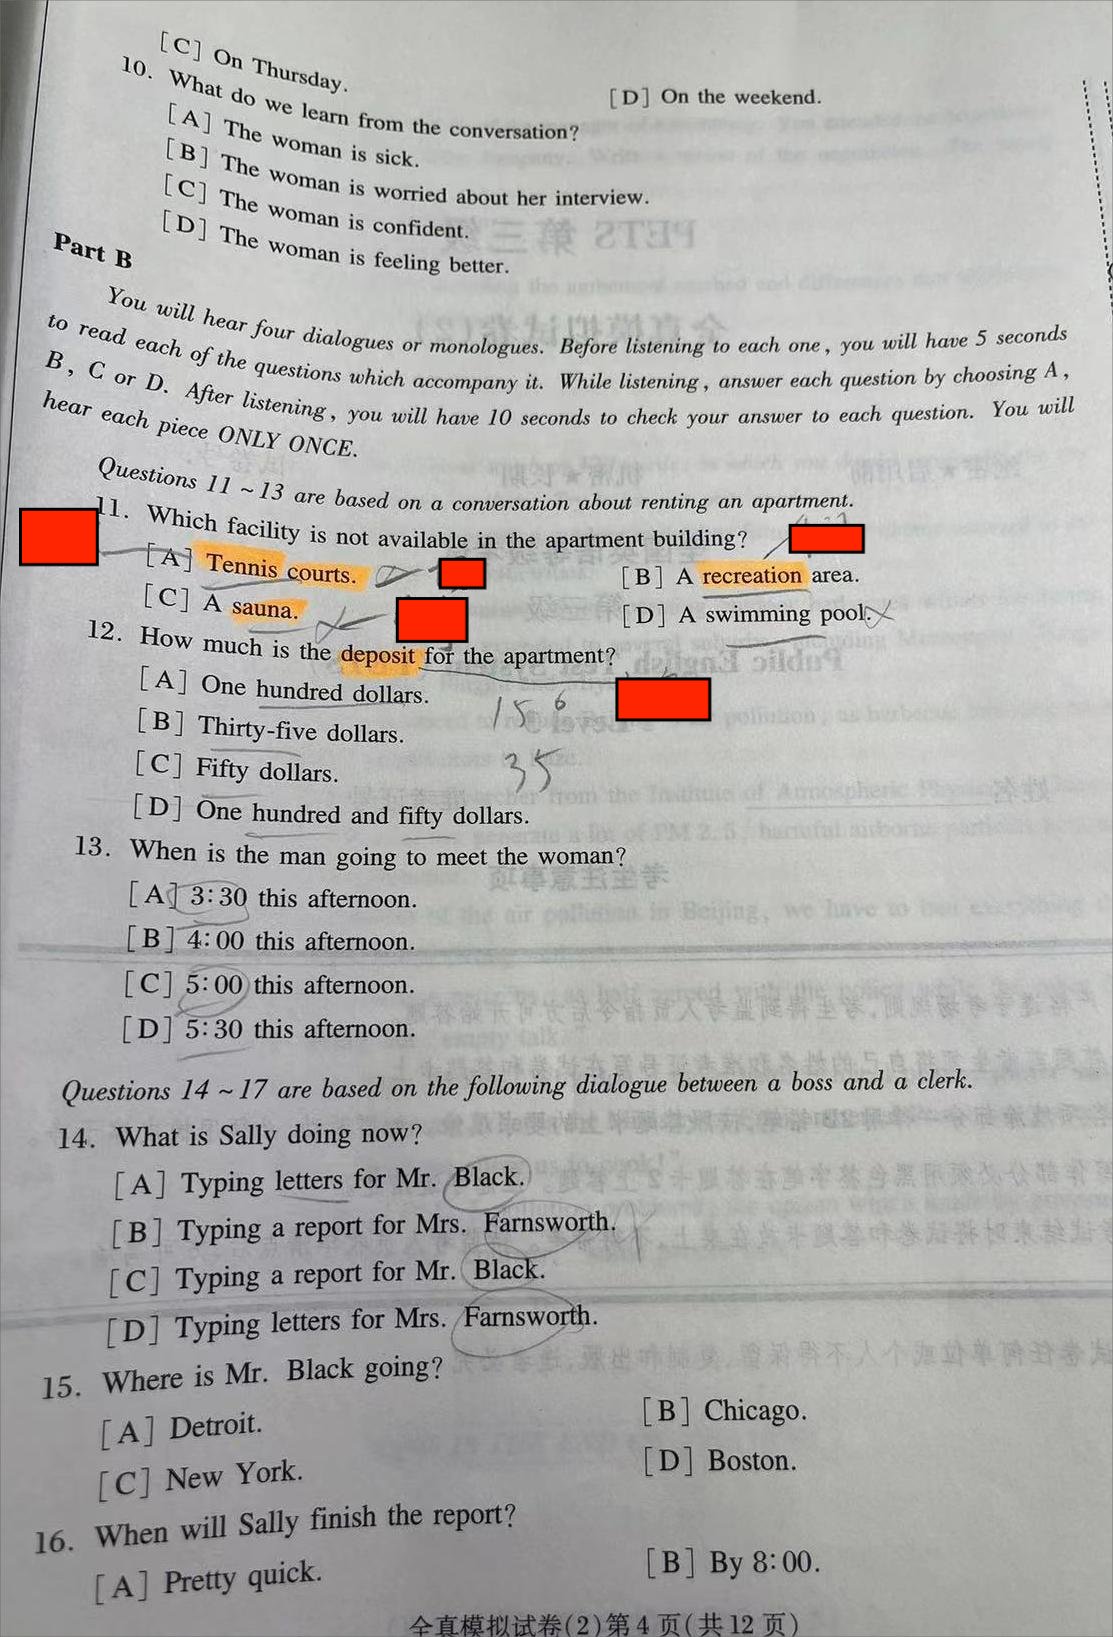 [C] On Thursday.
[D] On the weekend.
10. What do we learn from the conversation?
[A] The woman is sick.
[B] The woman is worried about her interview.
[C] The woman is confident.
[D] The woman is feeling better.
Part B
You will hear four dialogues or monologues. Before listening to each one, you will have 5 seconds
to read each of the questions which accompany it. While listening, answer each question by choosing A,
B, C or D. After listening, you will have 10 seconds to check your answer to each question. You will
hear each piece ONLY ONCE.
Questions 11 ~ 13 are based on a conversation about renting an apartment.
11. Which facility is not available in the apartment building?
[A] Tennis courts.
[B] A recreation area.
[C] A sauna.
[D] A swimming pool.
12. How much is the deposit for the apartment?
[A] One hundred dollars.
[B] Thirty-five dollars.
15 6
[C] Fifty dollars.
35
[D] One hundred and fifty dollars.
13. When is the man going to meet the woman?
[A] 3:30 this afternoon.
[B] 4:00 this afternoon.
[C] 5:00 this afternoon.
[D] 5:30 this afternoon.
Questions 14 ~ 17 are based on the following dialogue between a boss and a clerk.
14. What is Sally doing now?
[A] Typing letters for Mr. Black.
[B] Typing a report for Mrs. Farnsworth.
[C] Typing a report for Mr. Black.
[D] Typing letters for Mrs. Farnsworth.
15. Where is Mr. Black going?
[A] Detroit.
[B] Chicago.
[C] New York.
[D] Boston.
16. When will Sally finish the report?
[A] Pretty quick.
[B] By 8:00.
全真模拟试卷(2)第4页(共12页)